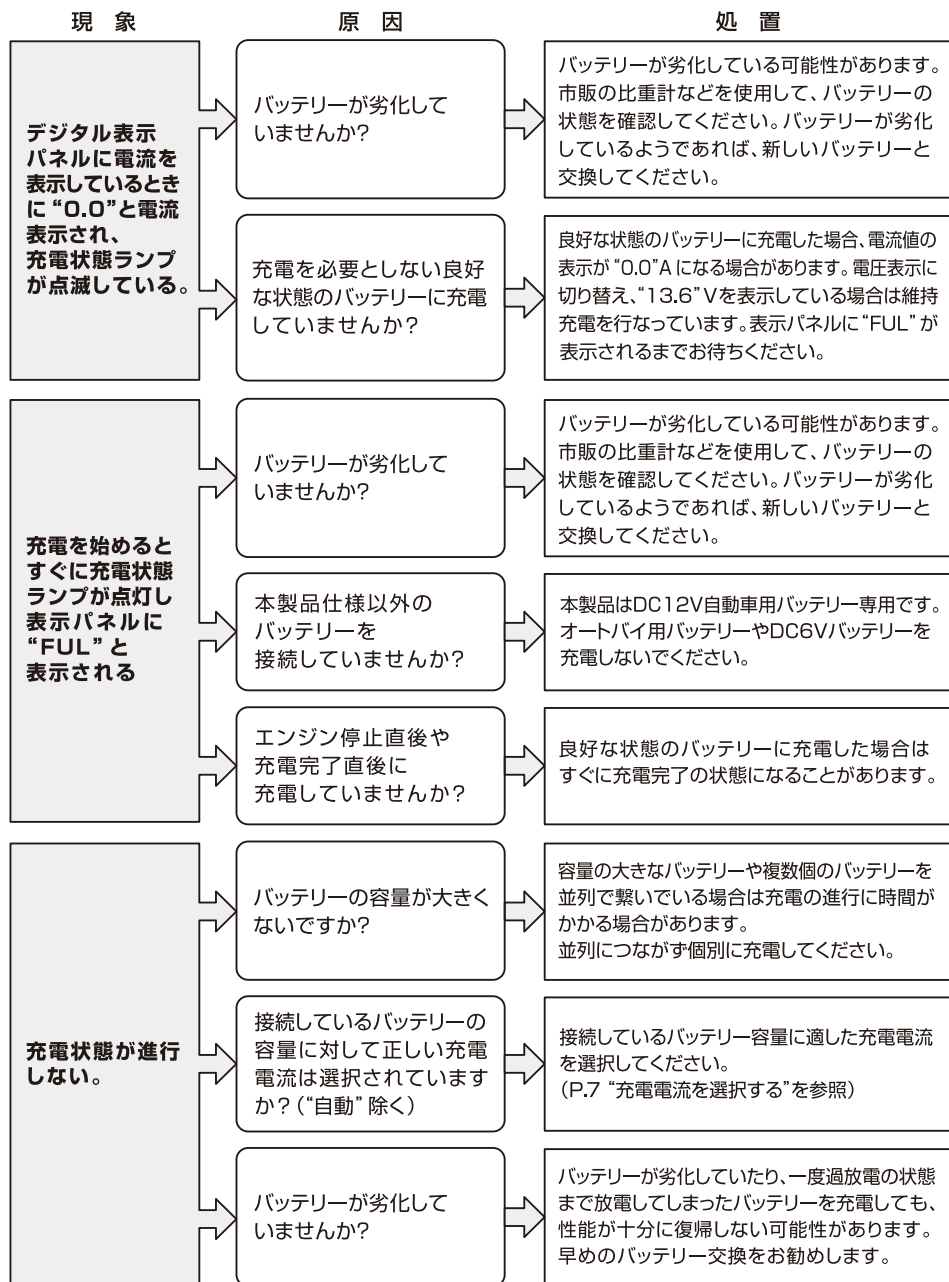 現 象
原 因
処 置
デジタル表示
パネルに電流を
表示しているとき
に“0.0”と電流
表示され、
充電状態ランプ
が点滅している。
バッテリーが劣化して
いませんか?
バッテリーが劣化している可能性があります。
市販の比重計などを使用して、バッテリーの
状態を確認してください。バッテリーが劣化
しているようであれば、新しいバッテリーと
交換してください。
充電を必要としない良好
な状態のバッテリーに充電
していませんか?
良好な状態のバッテリーに充電した場合、電流値の
表示が“0.0”Aになる場合があります。電圧表示に
切り替え、“13.6”Vを表示している場合は維持
充電を行なっています。表示パネルに“FUL”が
表示されるまでお待ちください。
充電を始めると
すぐに充電状態
ランプが点灯し
表示パネルに
“FUL”と
表示される
バッテリーが劣化して
いませんか?
バッテリーが劣化している可能性があります。
市販の比重計などを使用して、バッテリーの
状態を確認してください。バッテリーが劣化
しているようであれば、新しいバッテリーと
交換してください。
本製品仕様以外の
バッテリーを
接続していませんか?
本製品はDC12V自動車用バッテリー専用です。
オートバイ用バッテリーやDC6Vバッテリーを
充電しないでください。
エンジン停止直後や
充電完了直後に
充電していませんか?
良好な状態のバッテリーに充電した場合は
すぐに充電完了の状態になることがあります。
充電状態が進行
しない。
バッテリーの容量が大きく
ないですか?
容量の大きなバッテリーや複数個のバッテリーを
並列で繋いでいる場合は充電の進行に時間が
かかる場合があります。
並列につながず個別に充電してください。
接続しているバッテリーの
容量に対して正しい充電
電流は選択されています
か?(“自動”除く)
接続しているバッテリー容量に適した充電電流
を選択してください。
(P.7 “充電電流を選択する”を参照)
バッテリーが劣化して
いませんか?
バッテリーが劣化していたり、一度過放電の状態
まで放電してしまったバッテリーを充電しても、
性能が十分に復帰しない可能性があります。
早めのバッテリー交換をお勧めします。